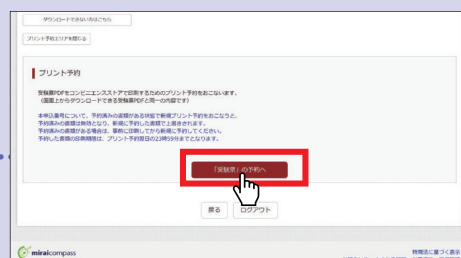 ダウンロードできない方はこちら
プリント予約エリアを閉じる
プリント予約
受験票PDFをコンビニエンスストアで印刷するためのプリント予約をおこないます。
（画面上からダウンロードできる受験票PDFと同一の内容です）
本申込番号について、予約済みの書類がある状態で新規プリント予約をおこなうと、
予約済みの書類は無効となり、新規に予約した書類で上書きされます。
予約済みの書類がある場合は、事前に印刷してから新規に予約してください。
予約した書類の印刷期限は、プリント予約翌日の23時59分までとなります。
「受験票」の予約へ
戻る ログアウト
miraicompass
特商法に基づく表示